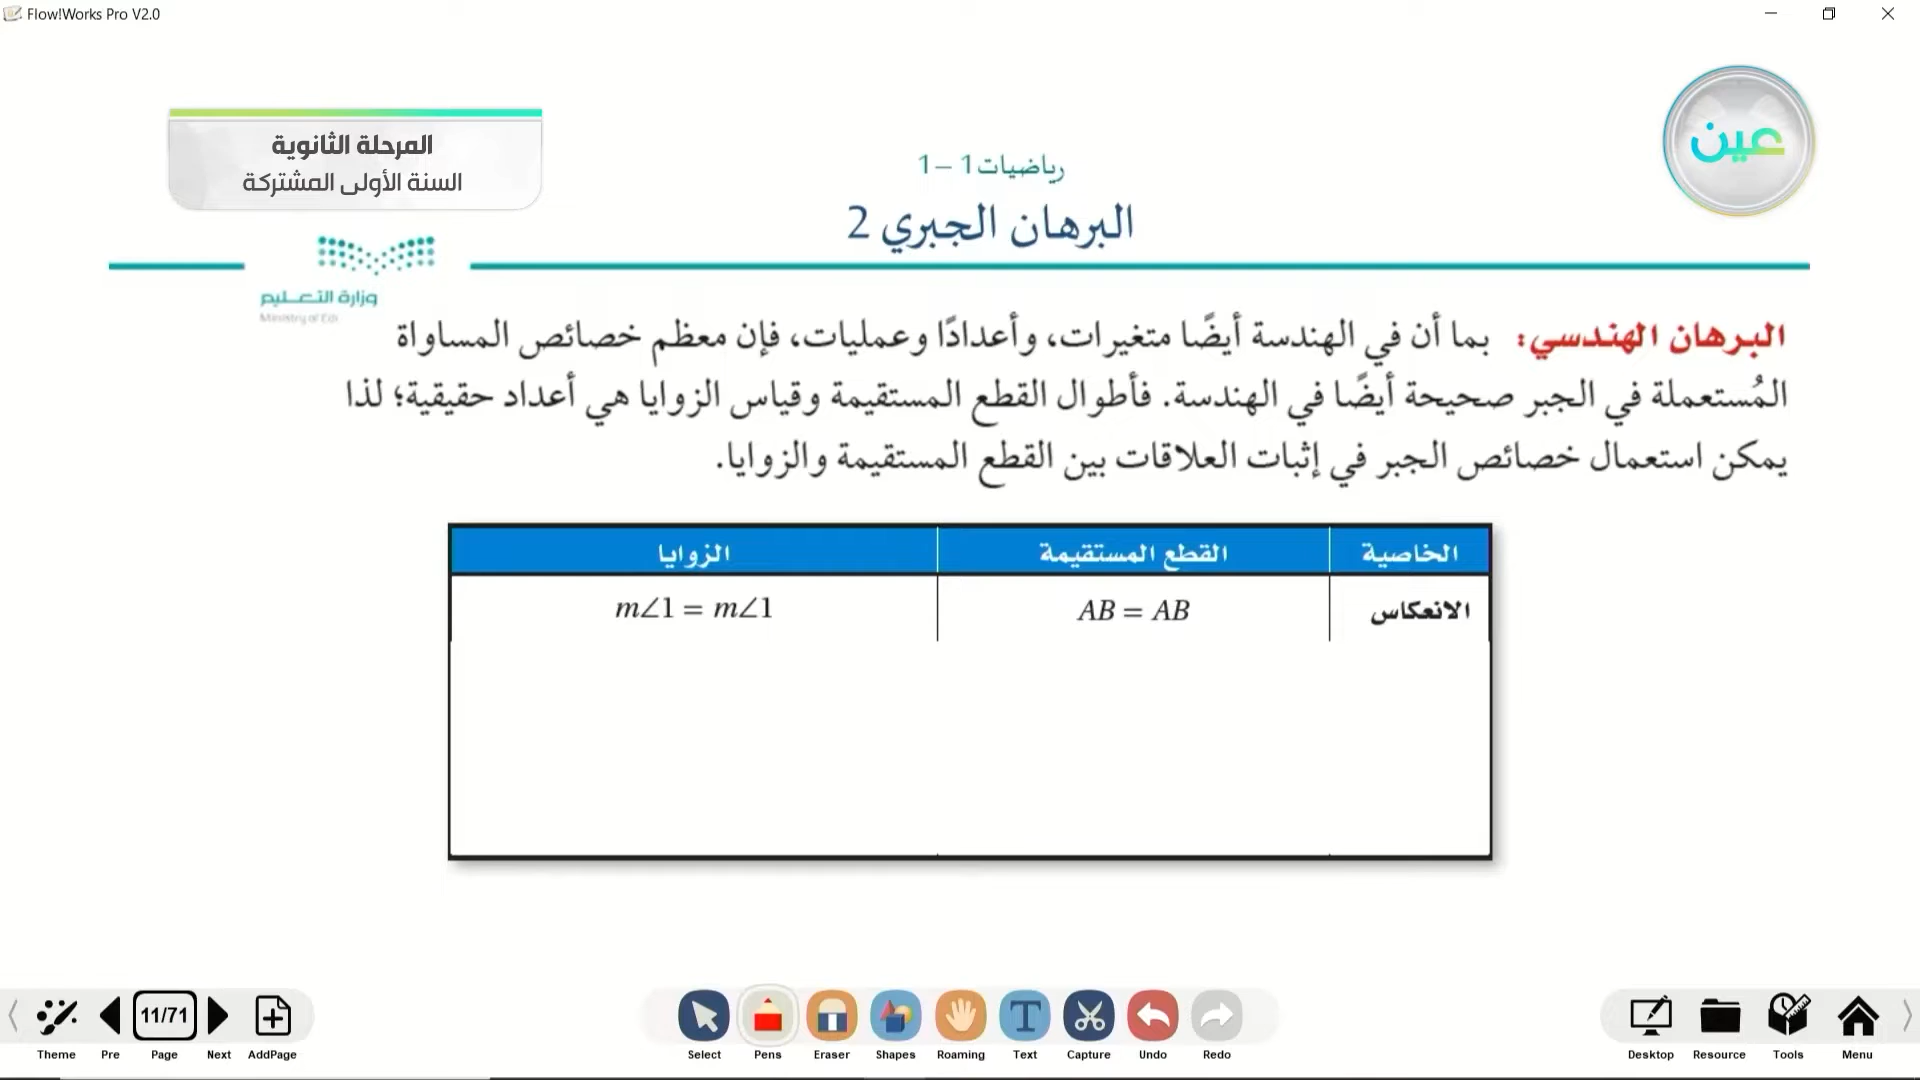 Flow!Works Pro V2.0
المرحلة الثانوية
السنة الأولى المشتركة
عين
رياضيات 1 – 1
البرهان الجبري 2
وزارة التعـليم
Ministry of Edu
البرهان الهندسي: بما أن في الهندسة أيضًا متغيرات، وأعدادًا وعمليات، فإن معظم خصائص المساواة
المُستعملة في الجبر صحيحة أيضًا في الهندسة. فأطوال القطع المستقيمة وقياس الزوايا هي أعداد حقيقية؛ لذا
يمكن استعمال خصائص الجبر في إثبات العلاقات بين القطع المستقيمة والزوايا.
الخاصية القطع المستقيمة الزوايا
الانعكاس AB = AB m∠1 = m∠1
11/71
Theme Pre Page Next AddPage Select Pens Eraser Shapes Roaming Text Capture Undo Redo Desktop Resource Tools Menu